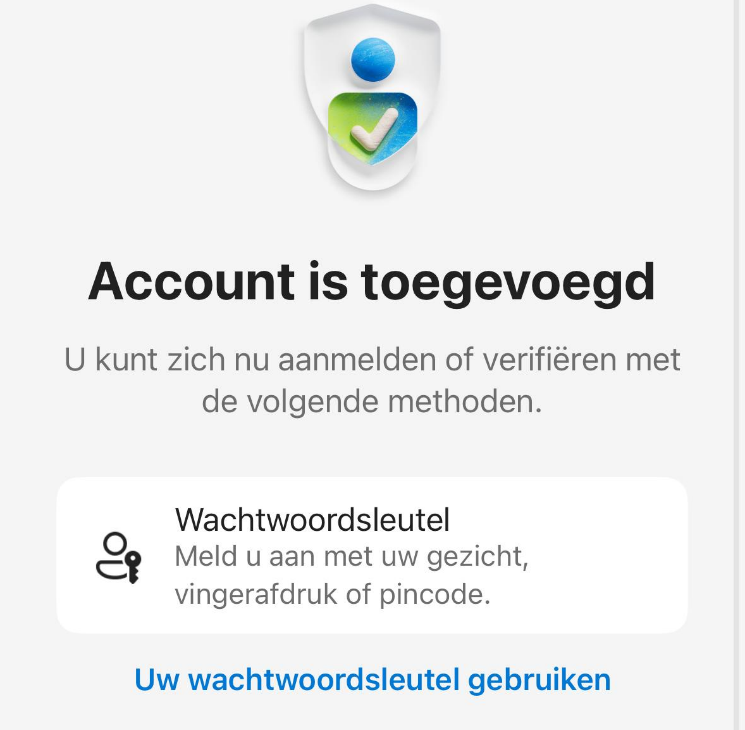 Account is toegevoegd
U kunt zich nu aanmelden of verifiëren met
de volgende methoden.
Wachtwoordsleutel
Meld u aan met uw gezicht,
vingerafdruk of pincode.
Uw wachtwoordsleutel gebruiken